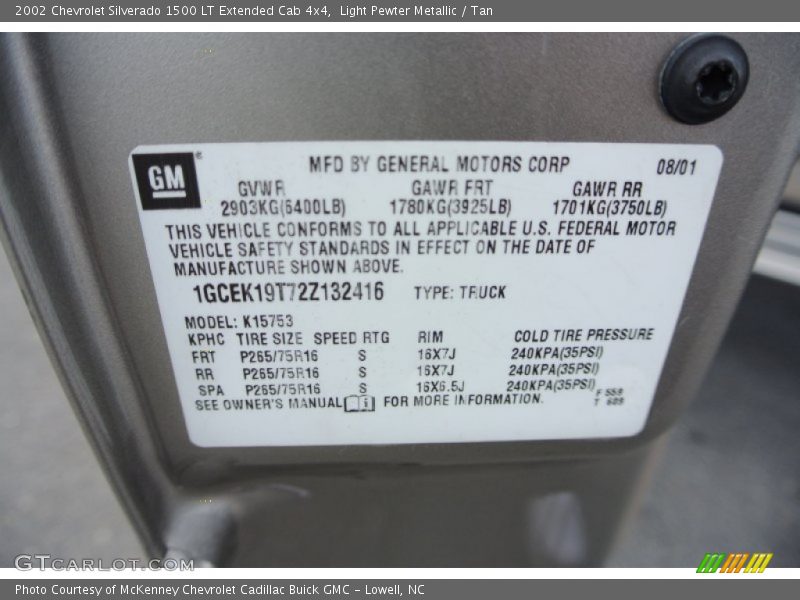 2002 Chevrolet Silverado 1500 LT Extended Cab 4x4, Light Pewter Metallic / Tan
GM
MFD BY GENERAL MOTORS CORP 08/01
GVWR GAWR FRT GAWR RR
2903KG(6400LB) 1780KG(3925LB) 1701KG(3750LB)
THIS VEHICLE CONFORMS TO ALL APPLICABLE U.S. FEDERAL MOTOR
VEHICLE SAFETY STANDARDS IN EFFECT ON THE DATE OF
MANUFACTURE SHOWN ABOVE.
1GCEK19T72Z132416 TYPE: TRUCK
MODEL: K15753
KPHC TIRE SIZE SPEED RTG RIM COLD TIRE PRESSURE
FRT P265/75R16 S 16X7J 240KPA(35PSI)
RR P265/75R16 S 16X7J 240KPA(35PSI)
SPA P265/75R16 S 16X6.5J 240KPA(35PSI)
SEE OWNER'S MANUAL FOR MORE INFORMATION.
GTCarLot.com
Photo Courtesy of McKenney Chevrolet Cadillac Buick GMC - Lowell, NC